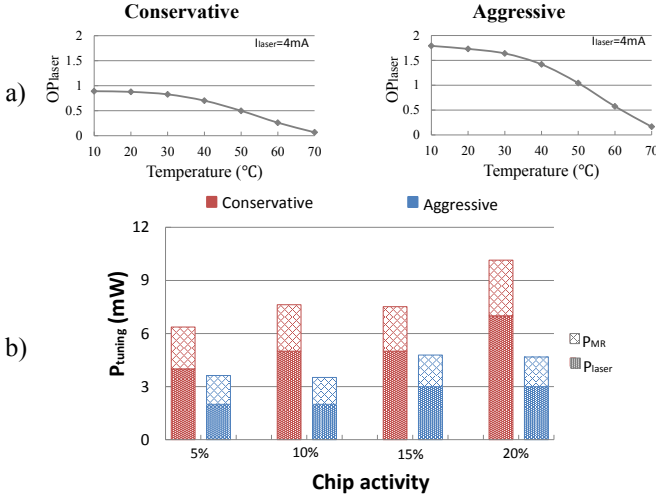 Conservative
Aggressive
a)
2
1.5
1
0.5
0
OPlaser
Ilaser=4mA
10 20 30 40 50 60 70
Temperature (℃)
2
1.5
1
0.5
0
OPlaser
Ilaser=4mA
10 20 30 40 50 60 70
Temperature (℃)
Conservative
Aggressive
b)
12
9
6
3
0
Ptuning (mW)
PMR
Plaser
5% 10% 15% 20%
Chip activity